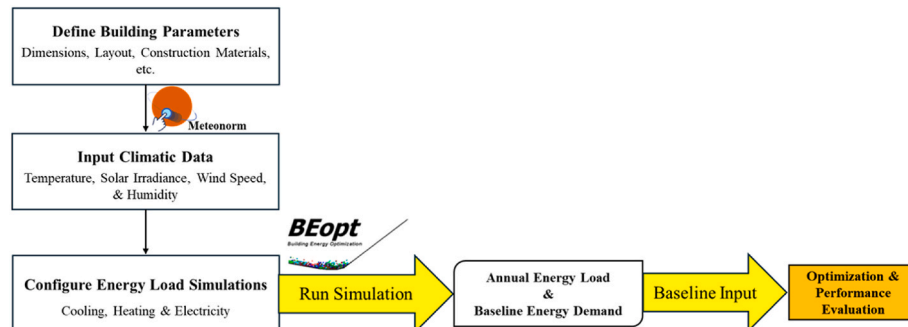 Define Building Parameters
Dimensions, Layout, Construction Materials,
etc.
Meteonorm
Input Climatic Data
Temperature, Solar Irradiance, Wind Speed,
& Humidity
BEopt
Building Energy Optimization
Configure Energy Load Simulations
Cooling, Heating & Electricity
Run Simulation
Annual Energy Load
&
Baseline Energy Demand
Baseline Input
Optimization &
Performance
Evaluation